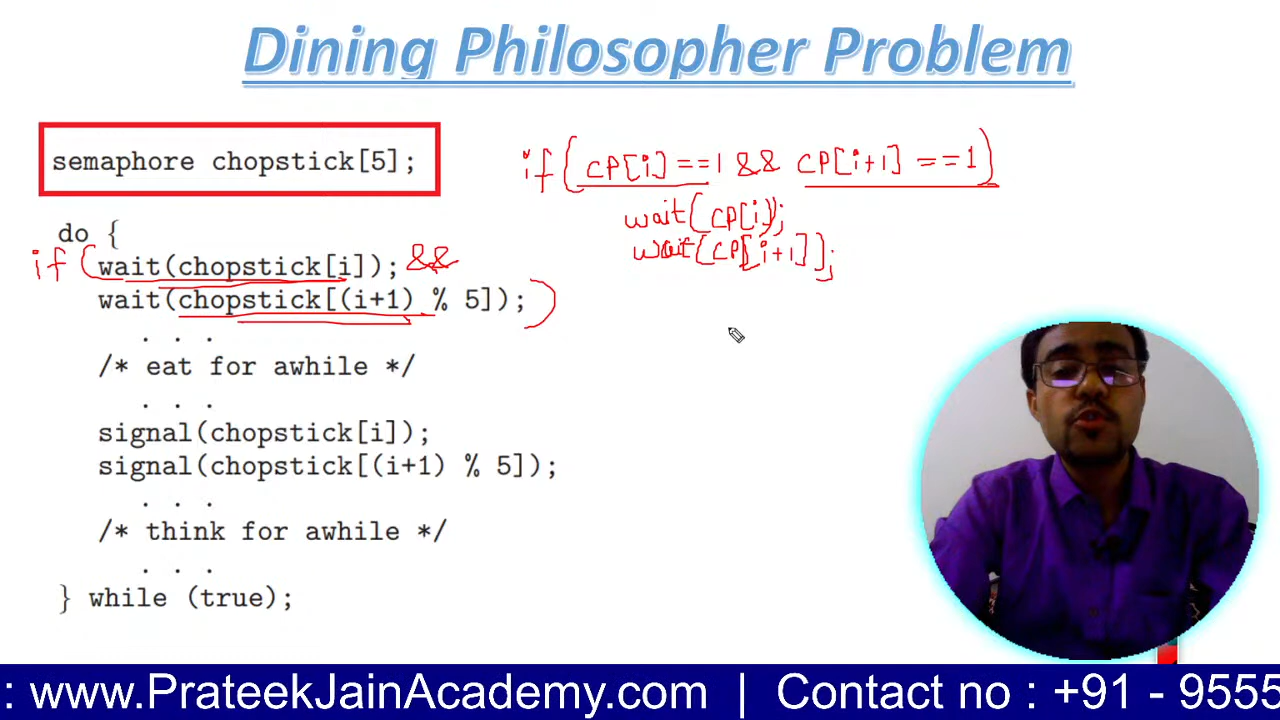 Dining Philosopher Problem
semaphore chopstick[5];
if(CP[i]==1 && CP[i+1]==1)
wait(CP[i]);
wait(CP[i+1]);
do {
if(wait(chopstick[i]); &&
wait(chopstick[(i+1) % 5]);)
. . .
/* eat for awhile */
. . .
signal(chopstick[i]);
signal(chopstick[(i+1) % 5]);
. . .
/* think for awhile */
. . .
} while (true);
: www.PrateekJainAcademy.com | Contact no : +91 - 9555